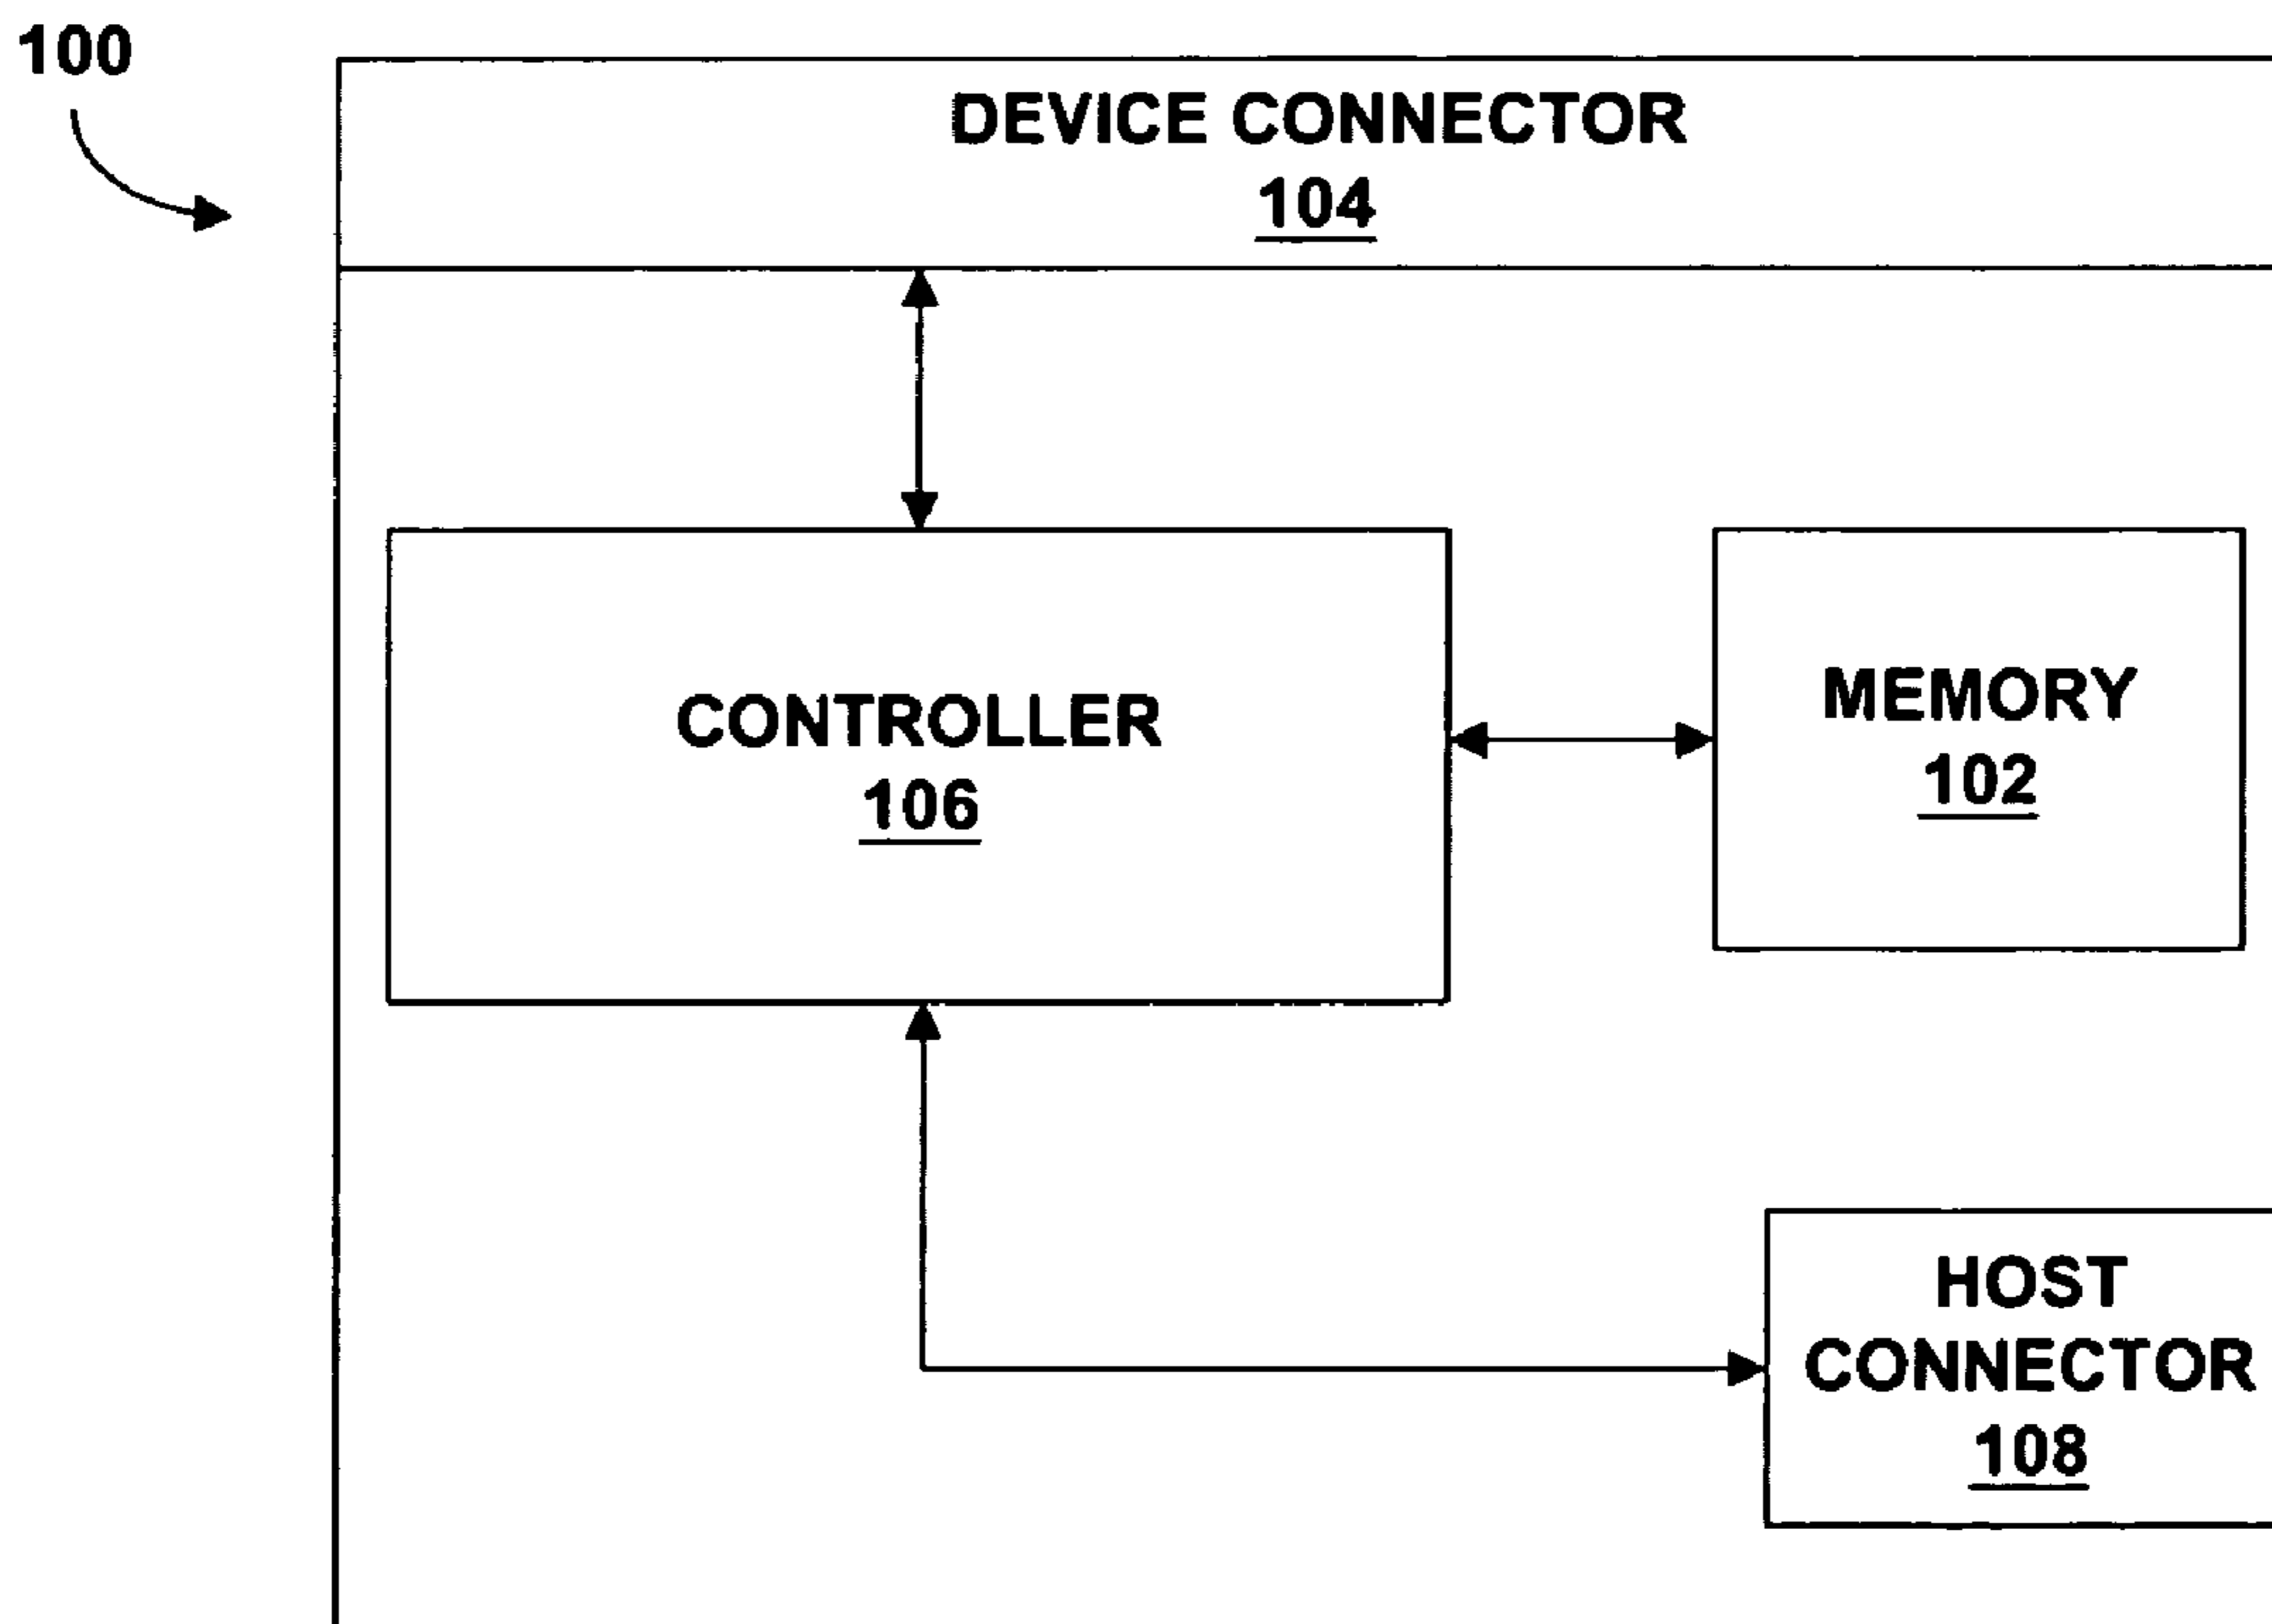 100
DEVICE CONNECTOR
104
CONTROLLER
106
MEMORY
102
HOST
CONNECTOR
108